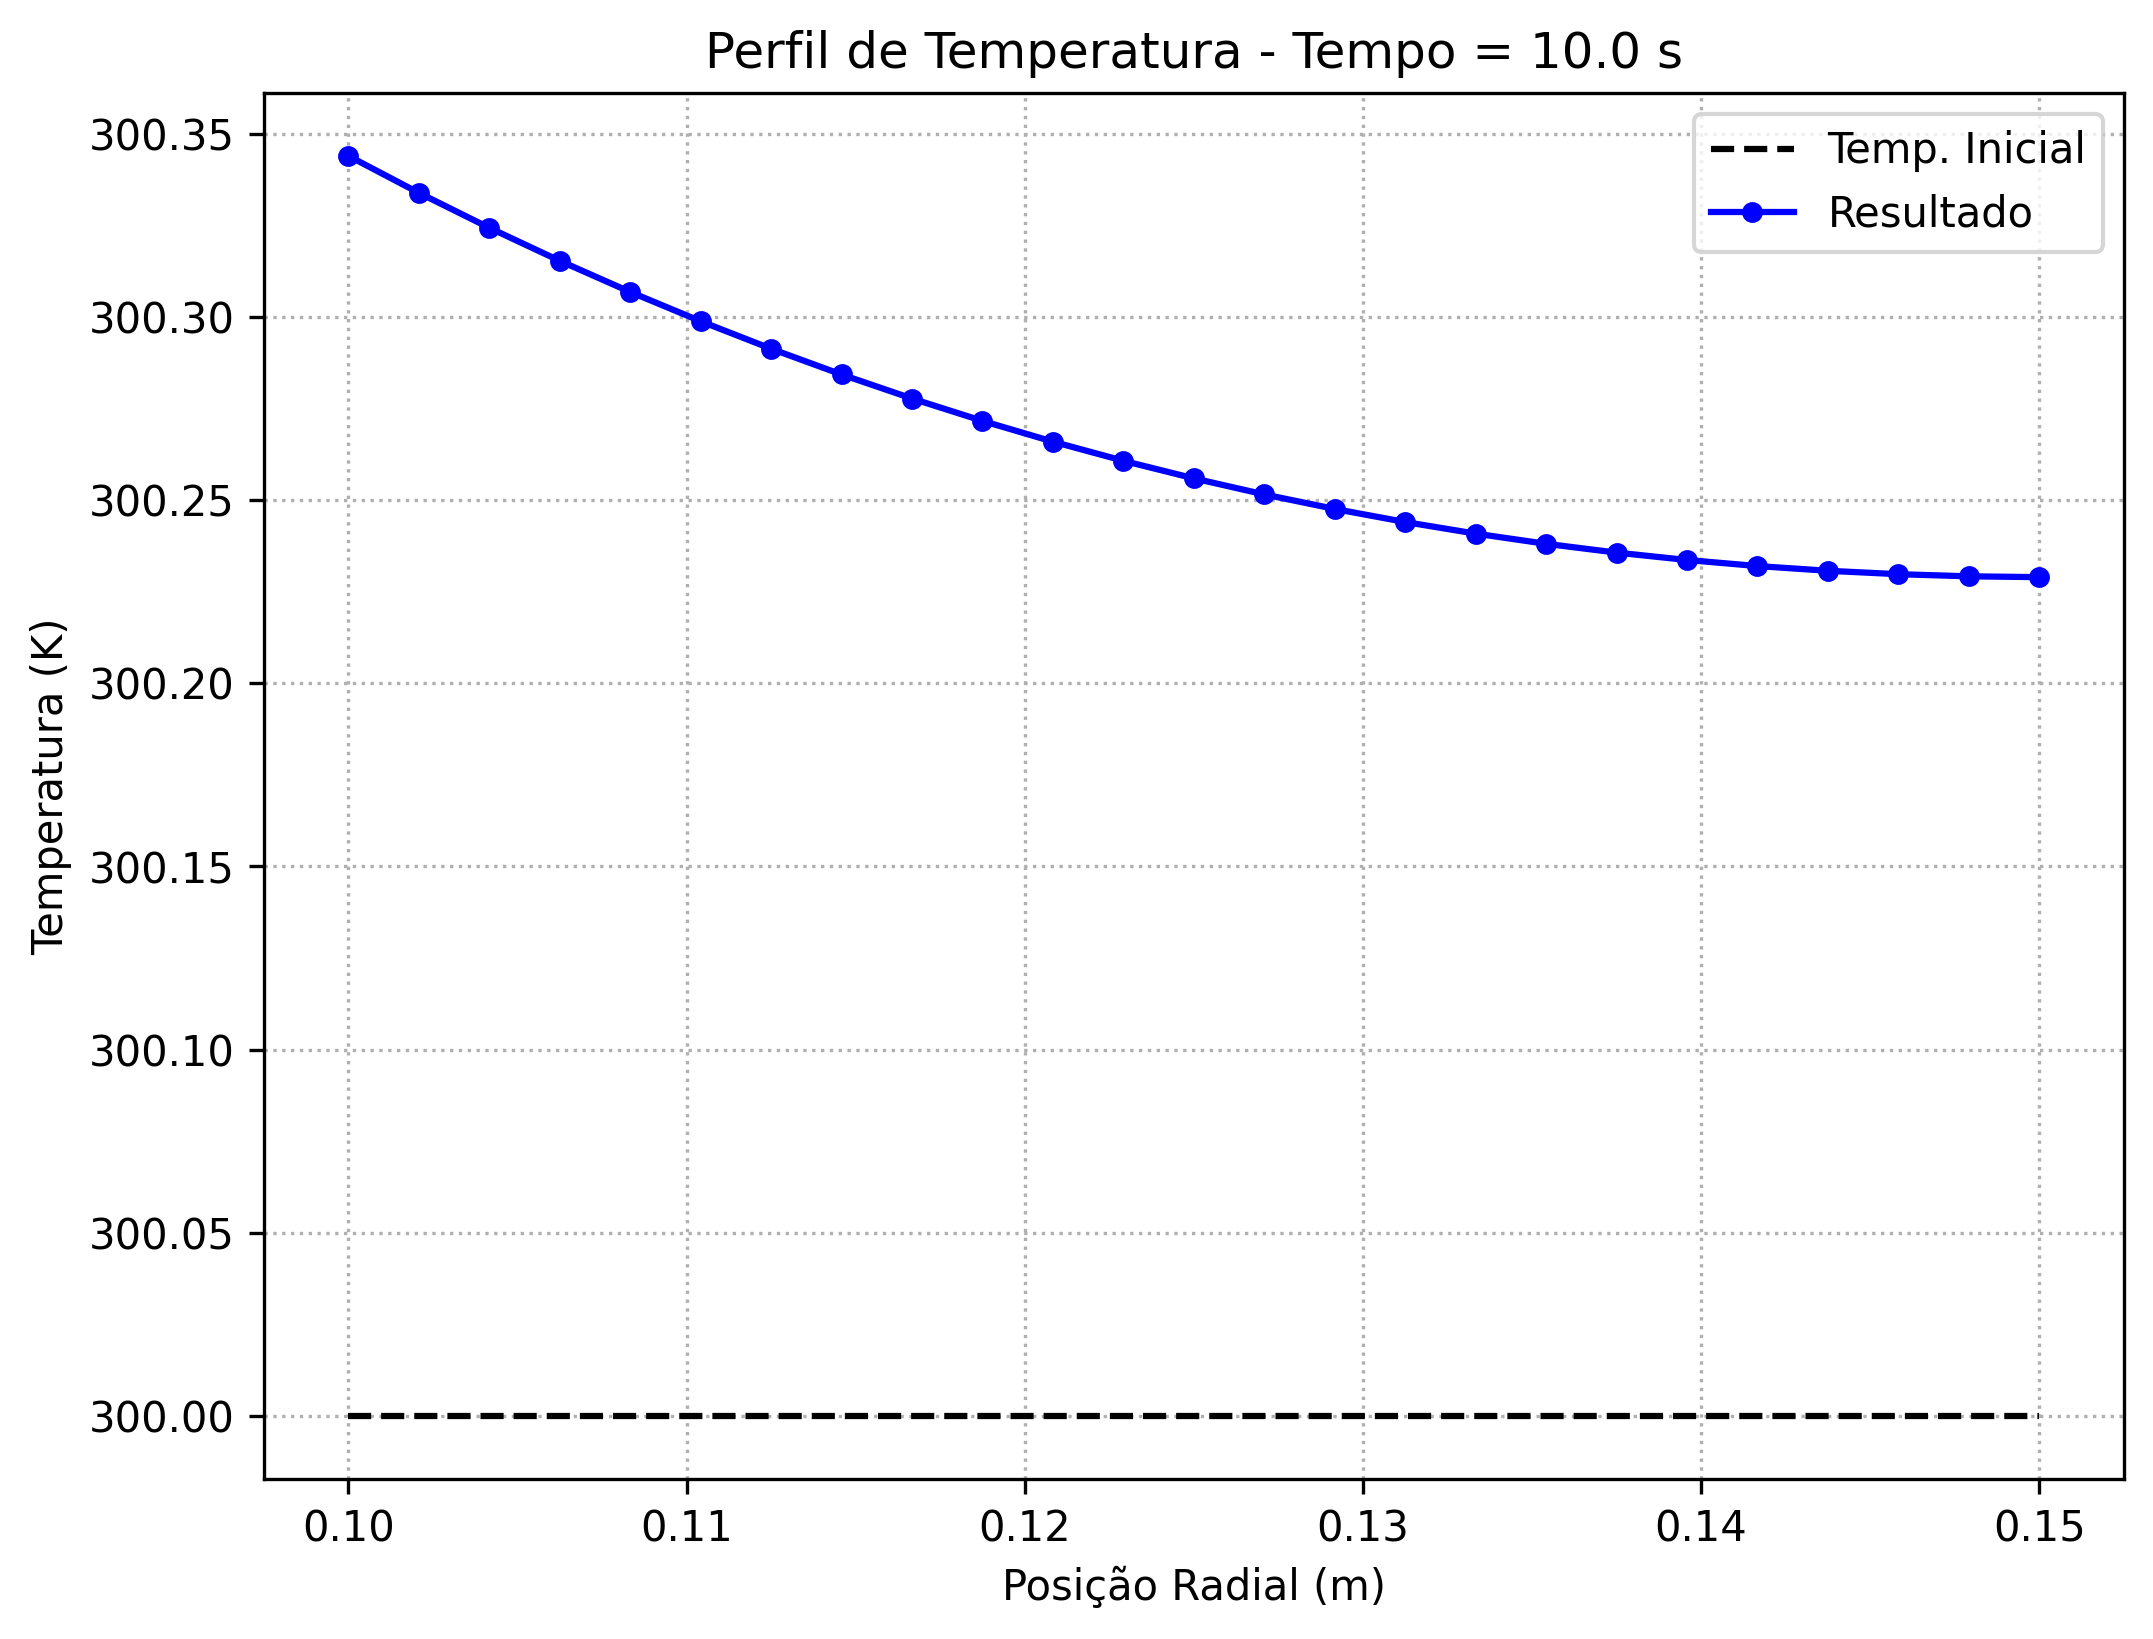 Perfil de Temperatura - Tempo = 10.0 s
Temp. Inicial
Resultado
300.35
300.30
300.25
300.20
300.15
300.10
300.05
300.00
Temperatura (K)
0.10 0.11 0.12 0.13 0.14 0.15
Posição Radial (m)